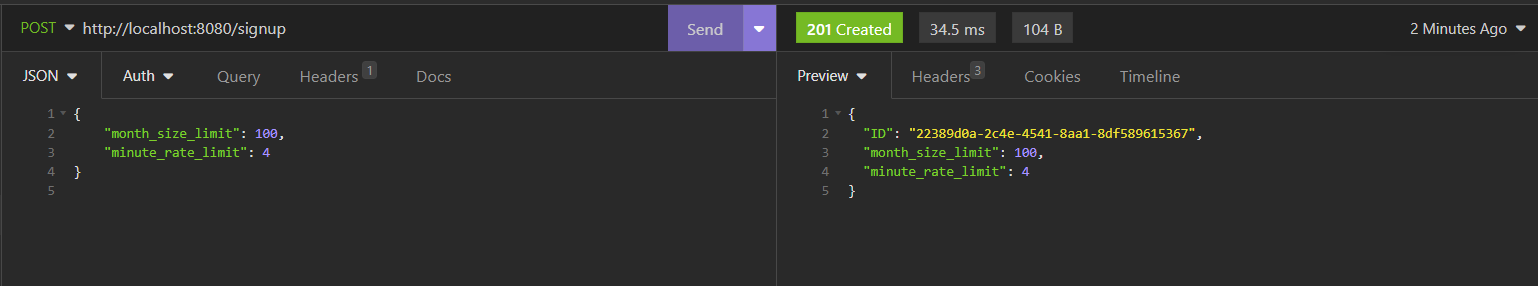 POST http://localhost:8080/signup Send 201 Created 34.5 ms 104 B 2 Minutes Ago
JSON Auth Query Headers 1 Docs
1 {
2 "month_size_limit": 100,
3 "minute_rate_limit": 4
4 }
5
Preview Headers 3 Cookies Timeline
1 {
2 "ID": "22389d0a-2c4e-4541-8aa1-8df589615367",
3 "month_size_limit": 100,
4 "minute_rate_limit": 4
5 }